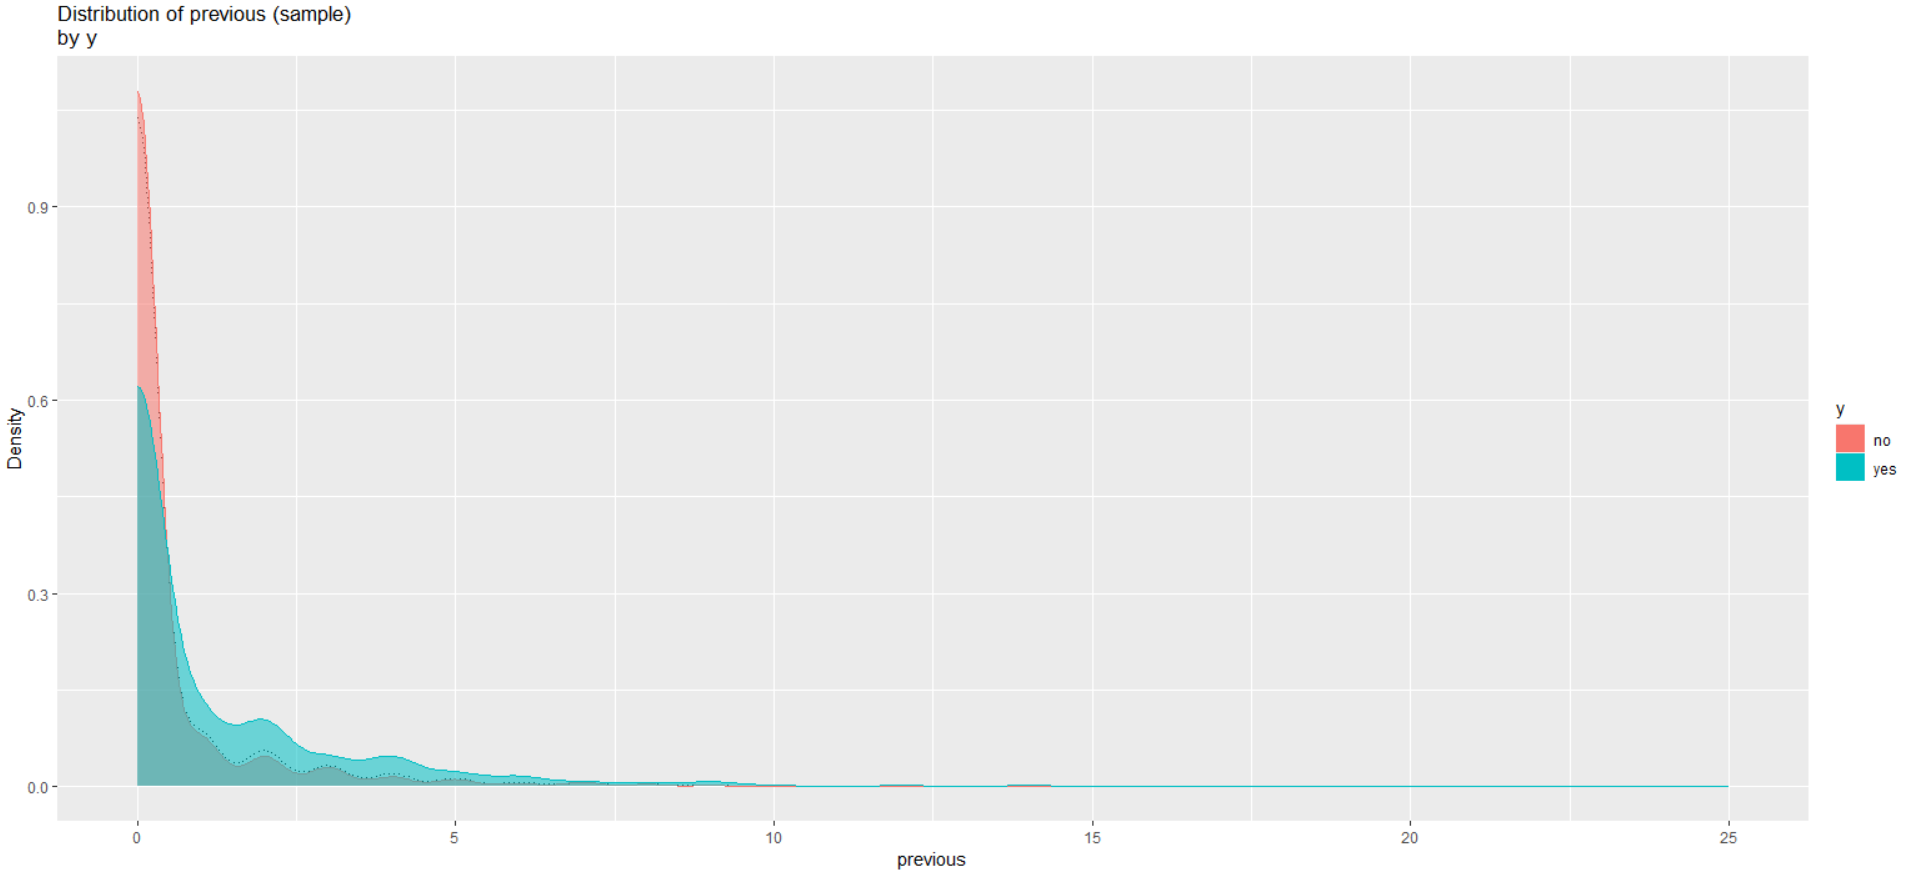 Distribution of previous (sample)
by y
Density
0.9
0.6
0.3
0.0
0
5
10
15
20
25
previous
y
no
yes